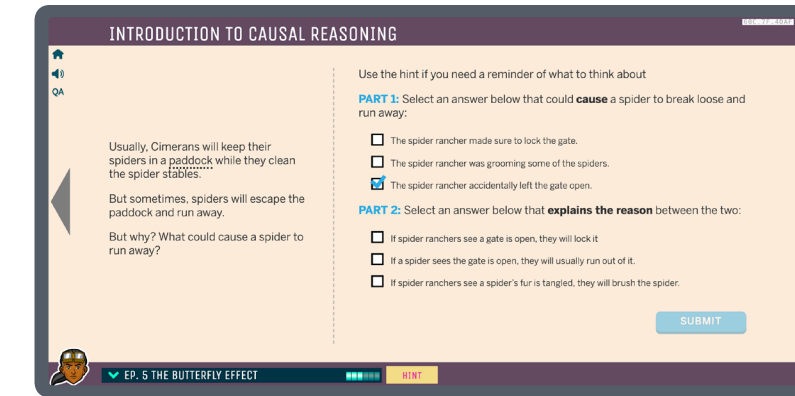 INTRODUCTION TO CAUSAL REASONING
QA
Usually, Cimerans will keep their
spiders in a paddock while they clean
the spider stables.
But sometimes, spiders will escape the
paddock and run away.
But why? What could cause a spider to
run away?
Use the hint if you need a reminder of what to think about
PART 1: Select an answer below that could cause a spider to break loose and
run away:
The spider rancher made sure to lock the gate.
The spider rancher was grooming some of the spiders.
The spider rancher accidentally left the gate open.
PART 2: Select an answer below that explains the reason between the two:
If spider ranchers see a gate is open, they will lock it
If a spider sees the gate is open, they will usually run out of it.
If spider ranchers see a spider's fur is tangled, they will brush the spider.
SUBMIT
EP. 5 THE BUTTERFLY EFFECT
HINT